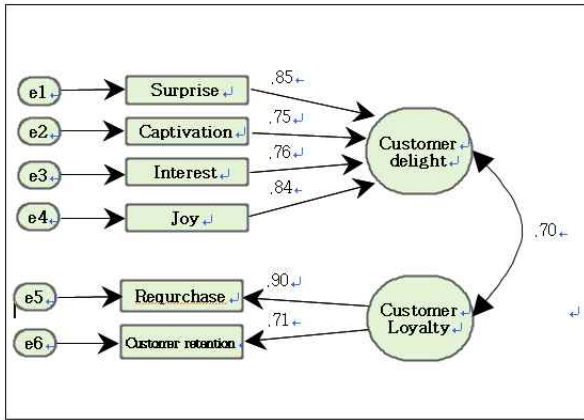 e1
Surprise
.85
e2
Captivation
.75
e3
Interest
.76
e4
Joy
.84
Customer
delight
.70
e5
Requrchase
.90
e6
Customer retention
.71
Customer
Loyalty